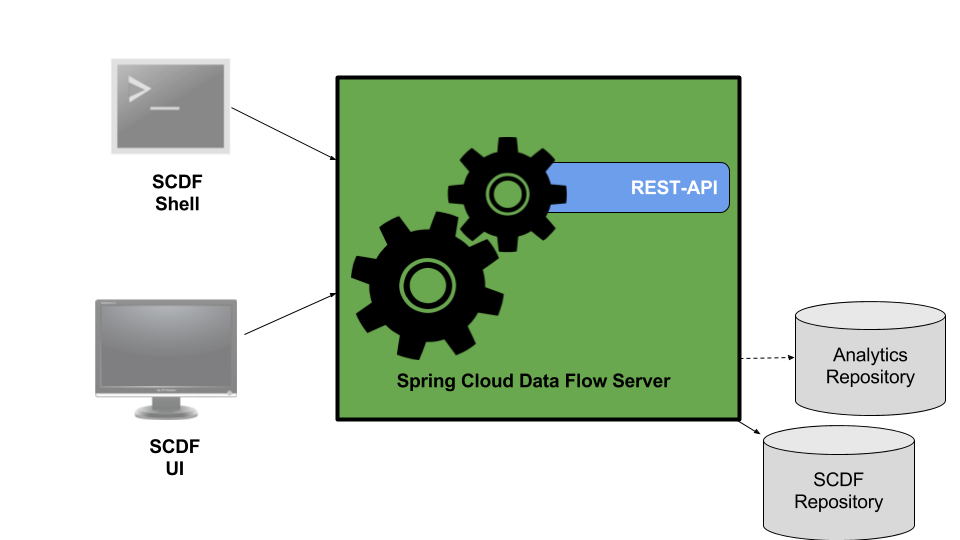 >_
SCDF
Shell
REST-API
Spring Cloud Data Flow Server
SCDF
UI
Analytics
Repository
SCDF
Repository